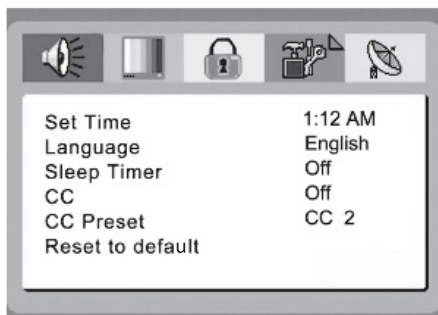 Set Time 1:12 AM
Language English
Sleep Timer Off
CC Off
CC Preset CC 2
Reset to default